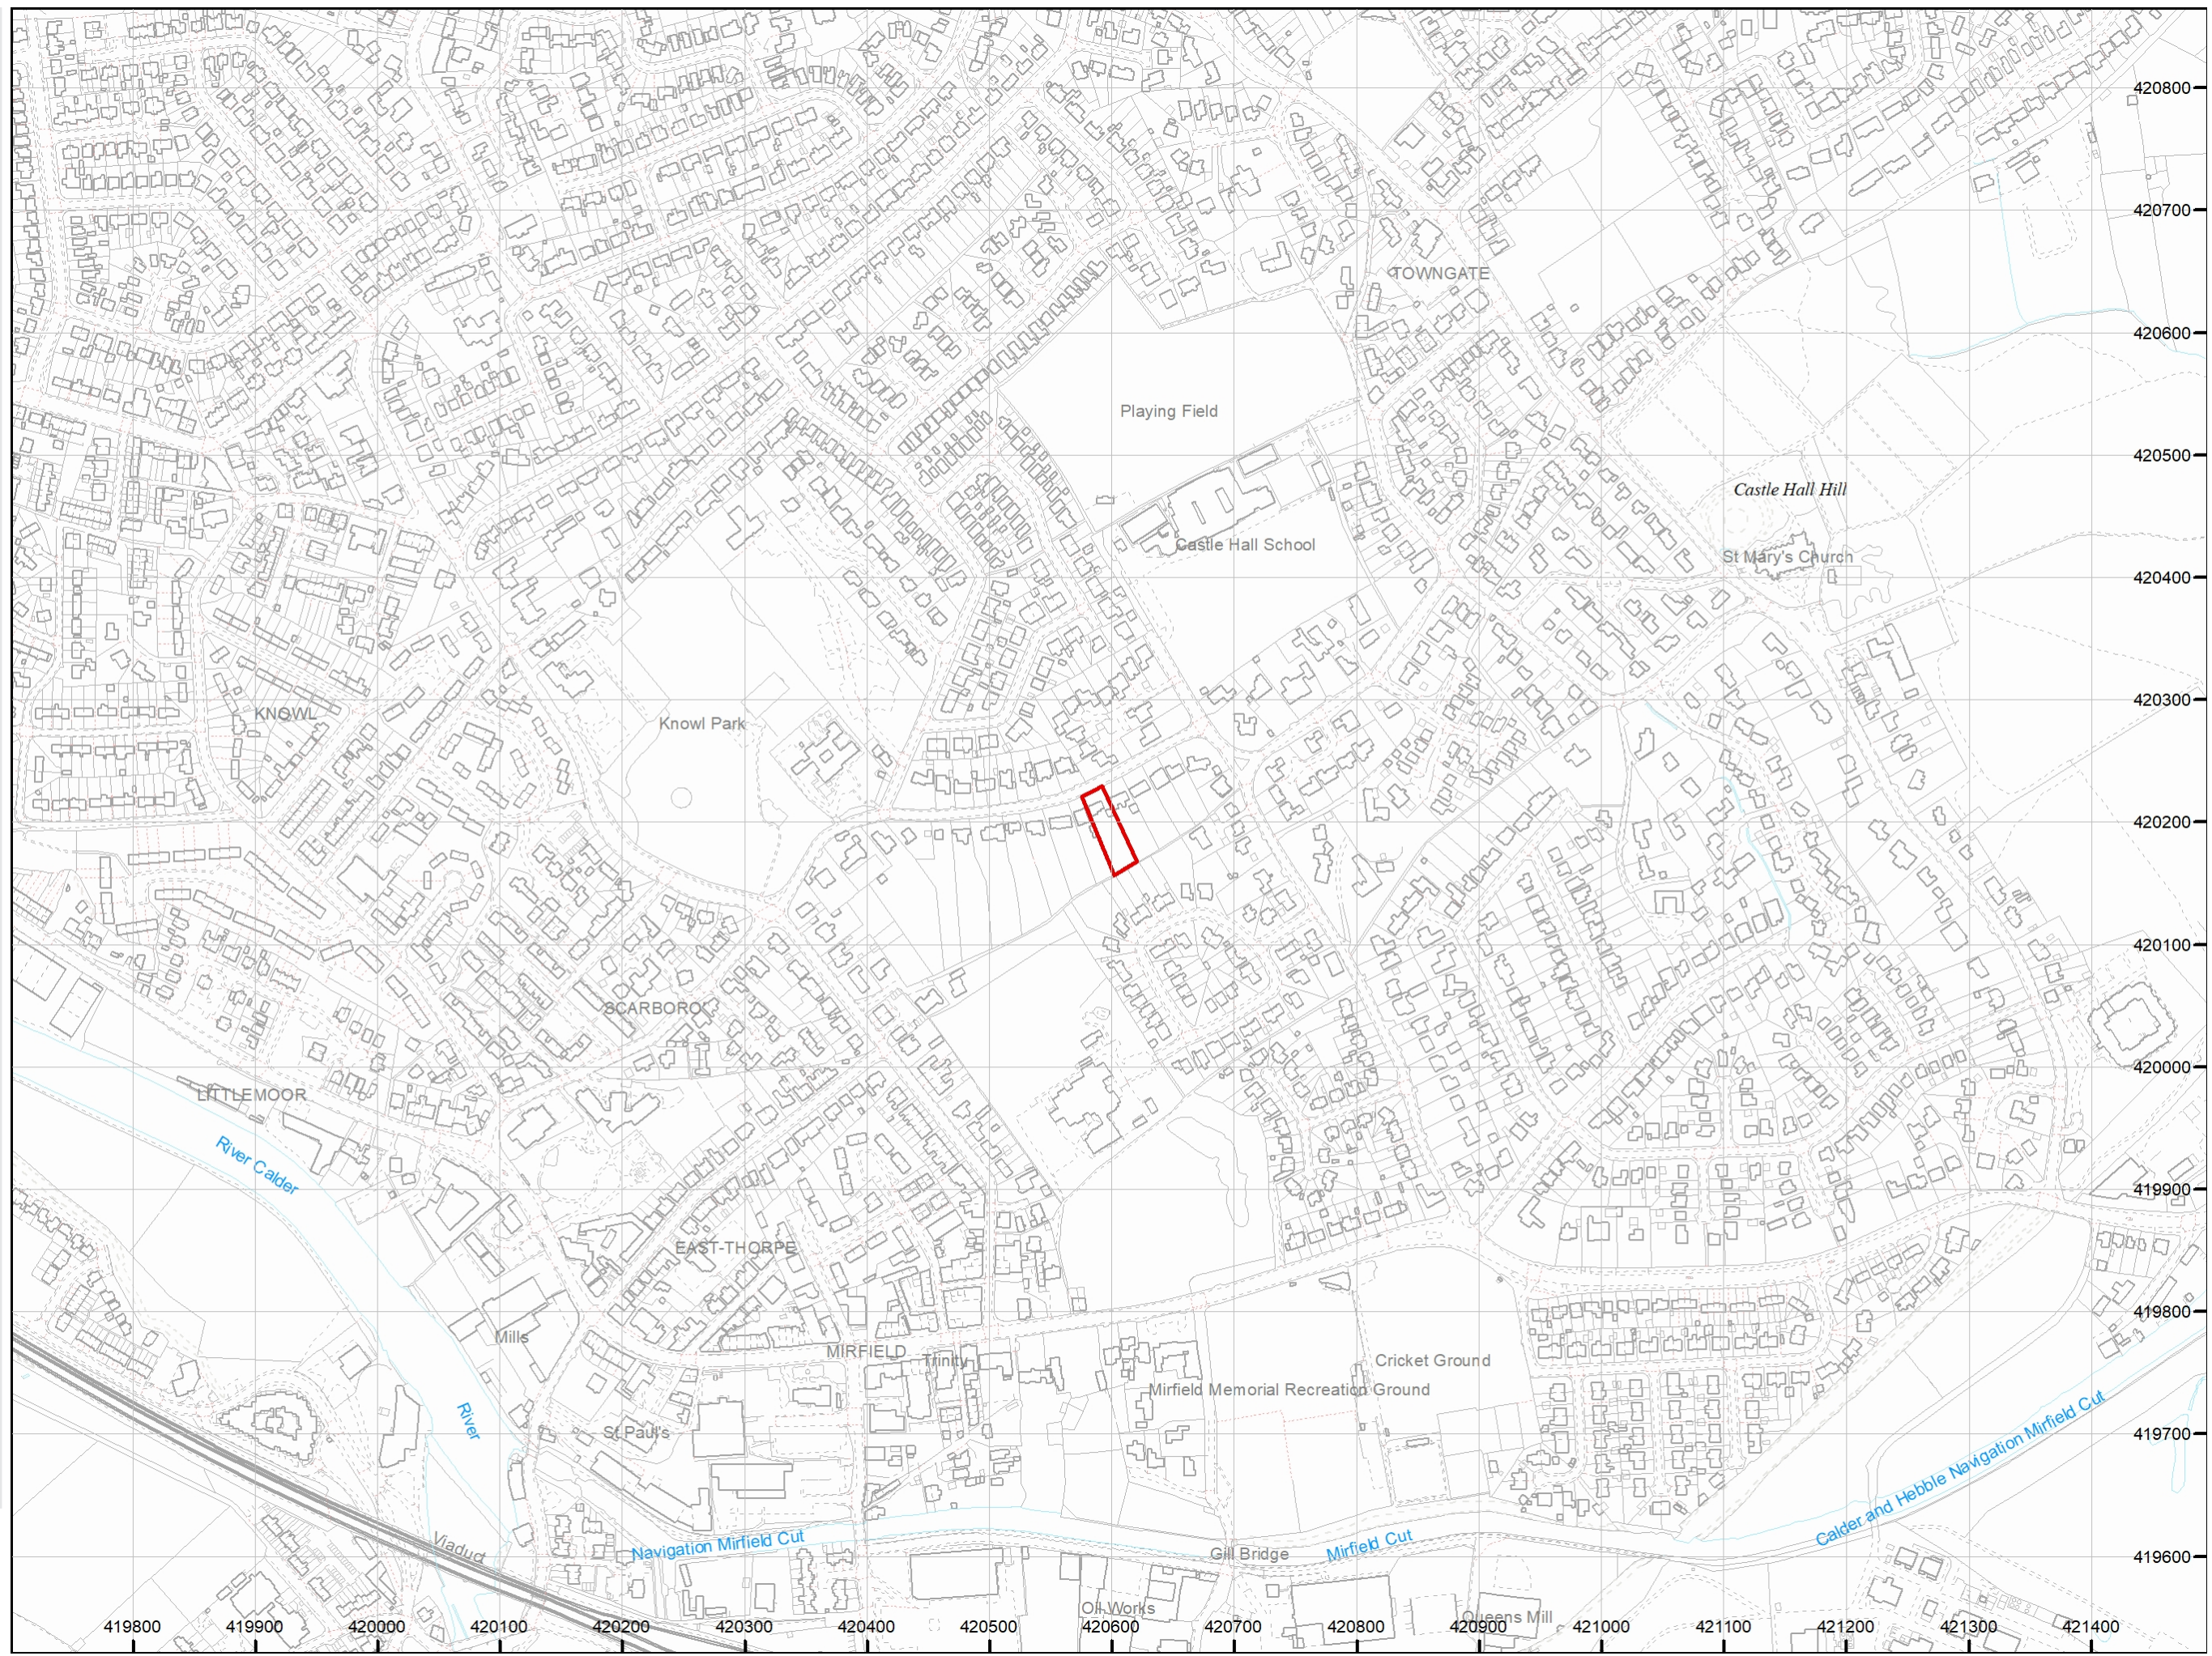 420800
420700
TOWNGATE
420600
Playing Field
420500
Castle Hall Hill
Castle Hall School
St Mary's Church
420400
420300
KNOWL
Knowl Park
420200
420100
SCARBORO
420000
LITTLEMOOR
River Calder
419900
EAST-THORPE
419800
Mills
MIRFIELD
Trinity
Cricket Ground
Mirfield Memorial Recreation Ground
River
St Paul's
419700
Calder and Hebble Navigation Mirfield Cut
Viaduct
Navigation Mirfield Cut
Gill Bridge
Mirfield Cut
419600
Oil Works
Queens Mill
419800 419900 420000 420100 420200 420300 420400 420500 420600 420700 420800 420900 421000 421100 421200 421300 421400